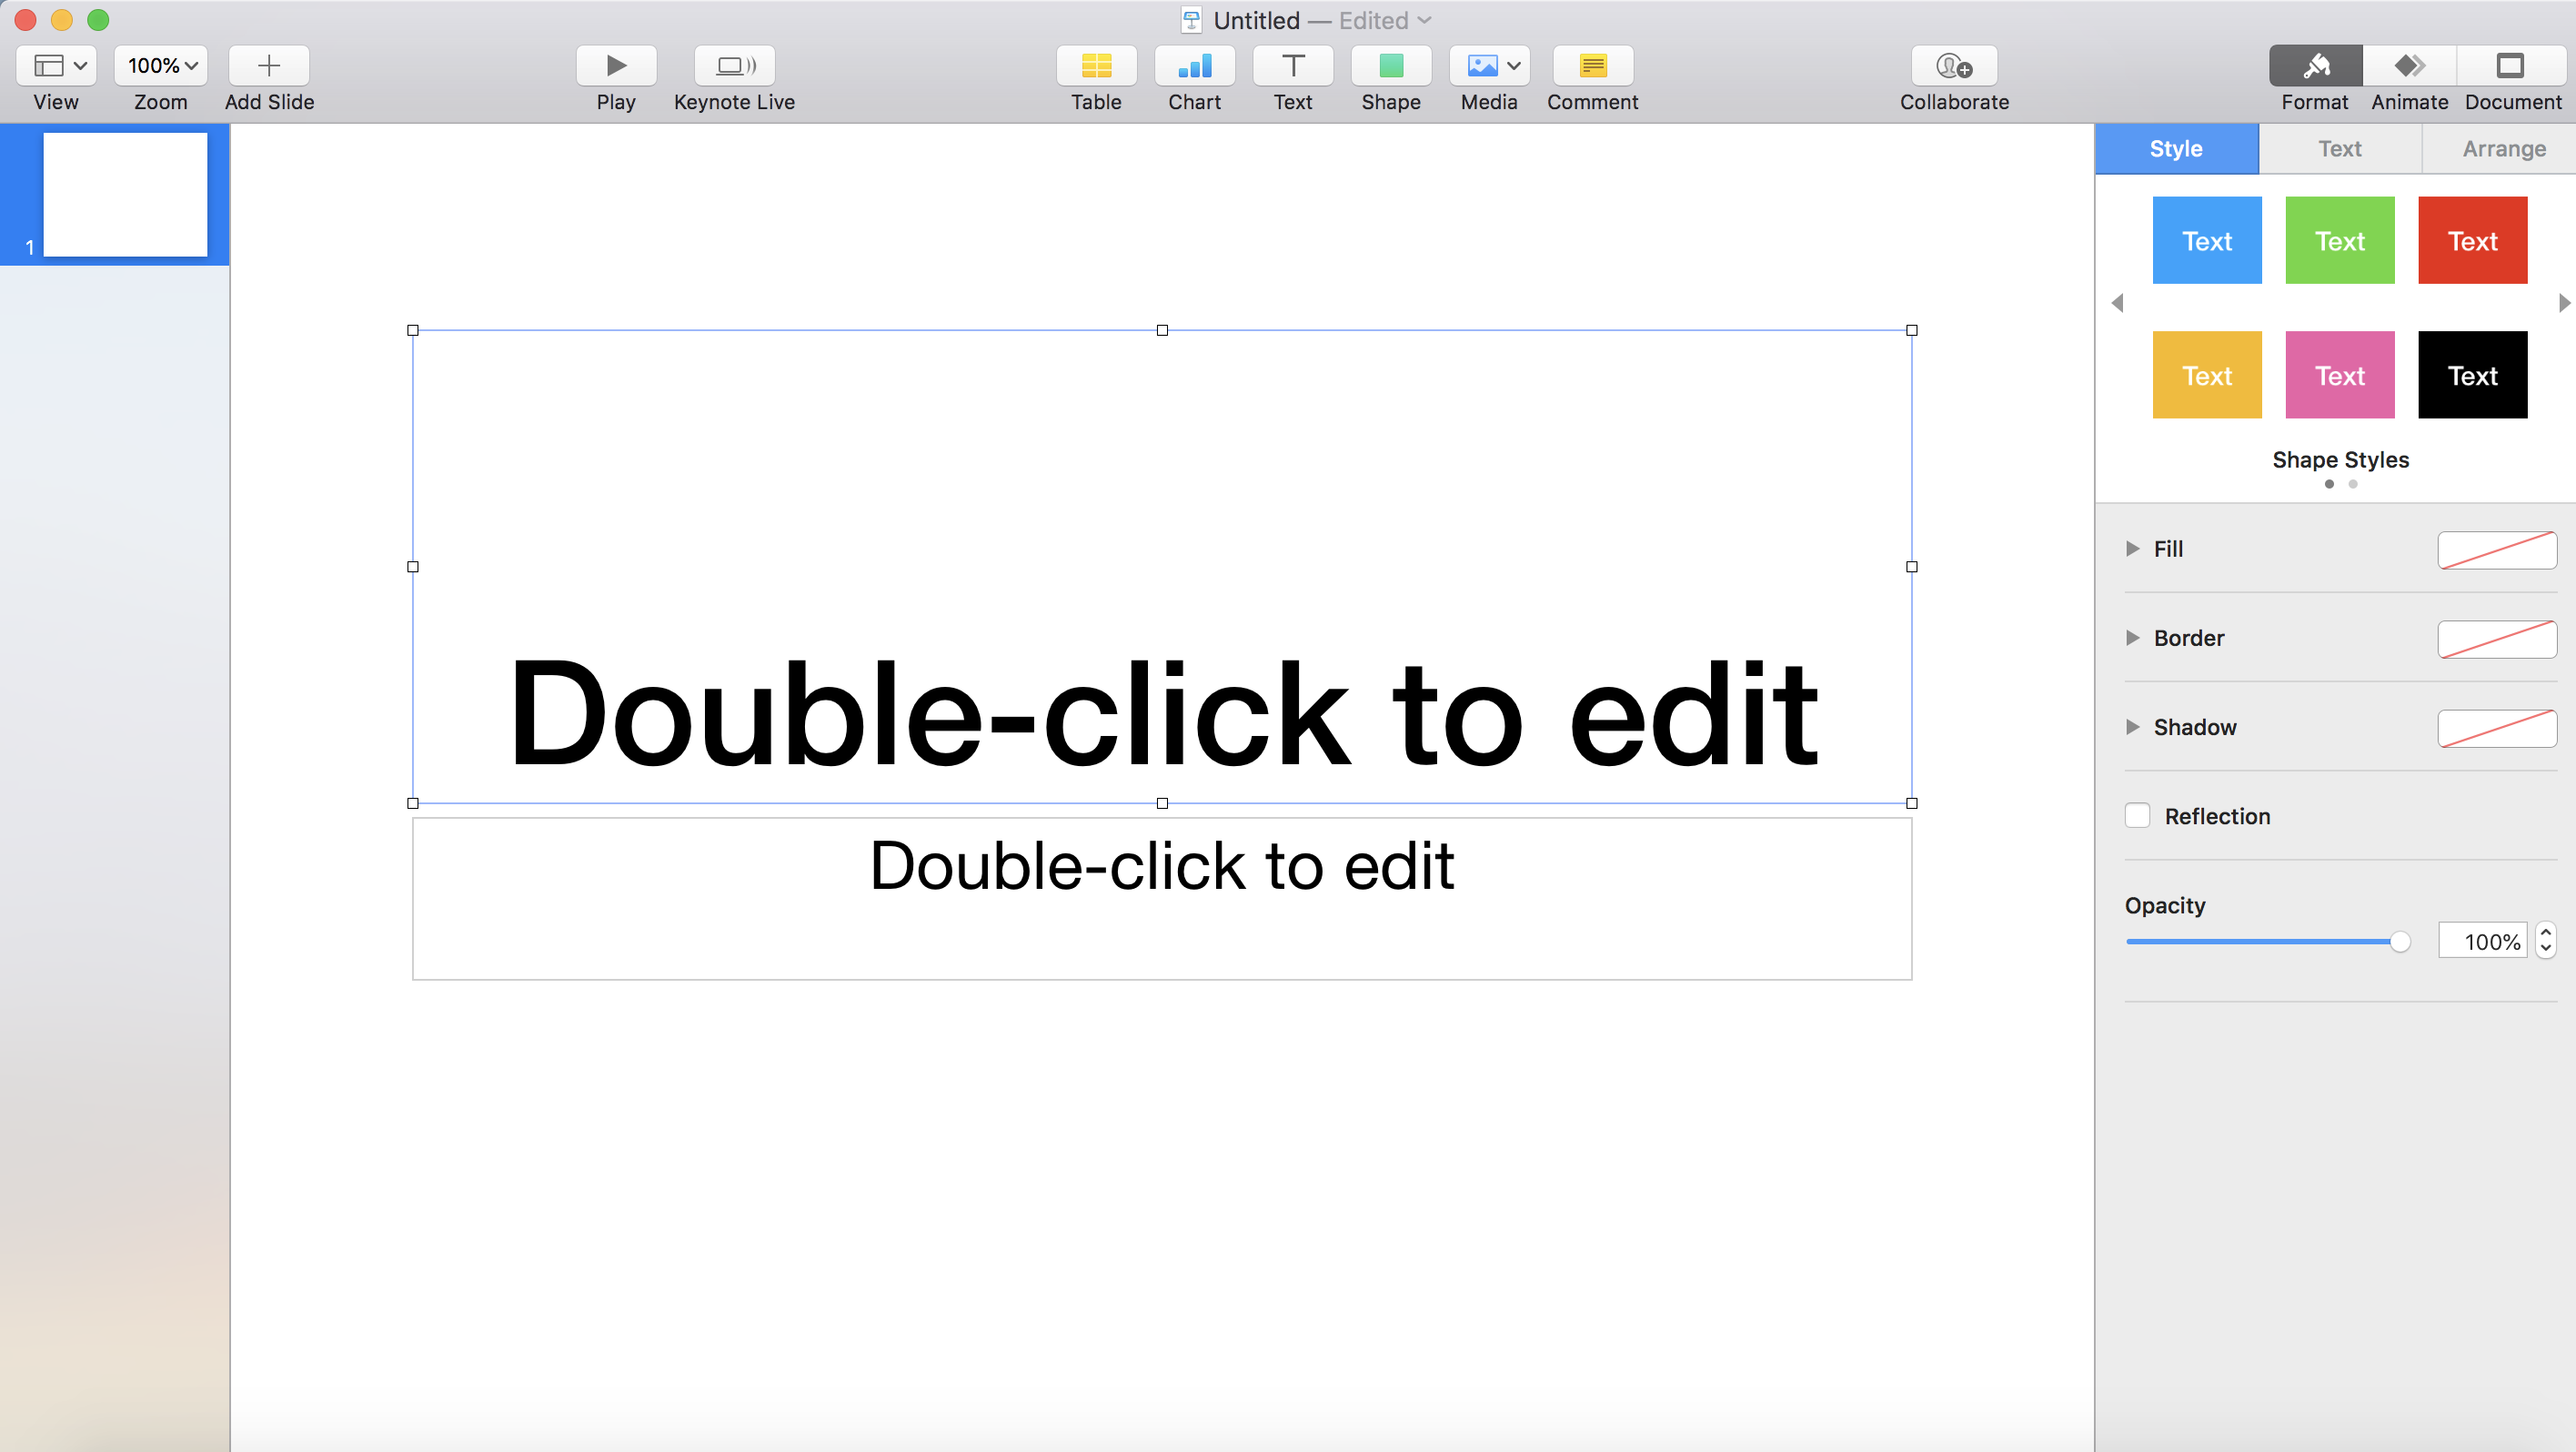 Untitled — Edited
100%
View Zoom Add Slide Play Keynote Live Table Chart Text Shape Media Comment Collaborate Format Animate Document
Style Text Arrange
1
Text Text Text
Text Text Text
Shape Styles
Fill
Border
Shadow
Reflection
Opacity
100%
Double-click to edit
Double-click to edit